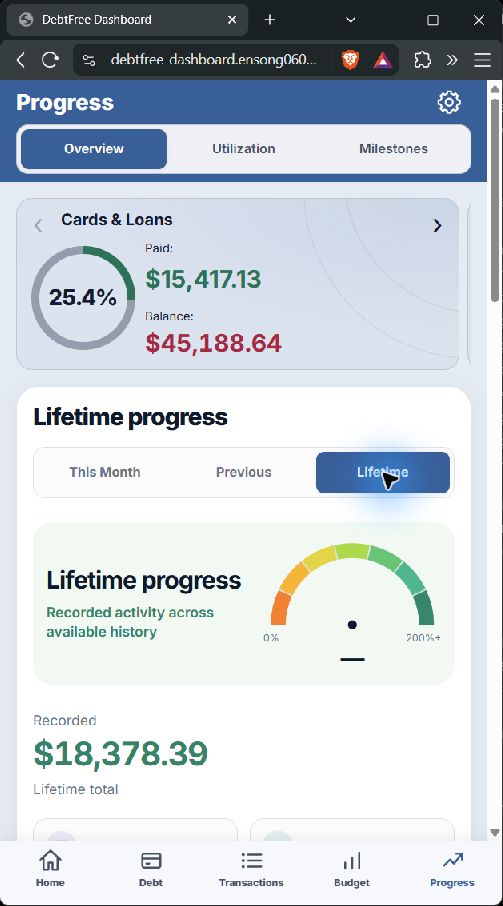 DebtFree Dashboard
debtfree-dashboard.ensong060...
Progress
Overview
Utilization
Milestones
Cards & Loans
25.4%
Paid:
$15,417.13
Balance:
$45,188.64
Lifetime progress
This Month
Previous
Lifetime
Lifetime progress
Recorded activity across
available history
0%
200%+
Recorded
$18,378.39
Lifetime total
Home
Debt
Transactions
Budget
Progress